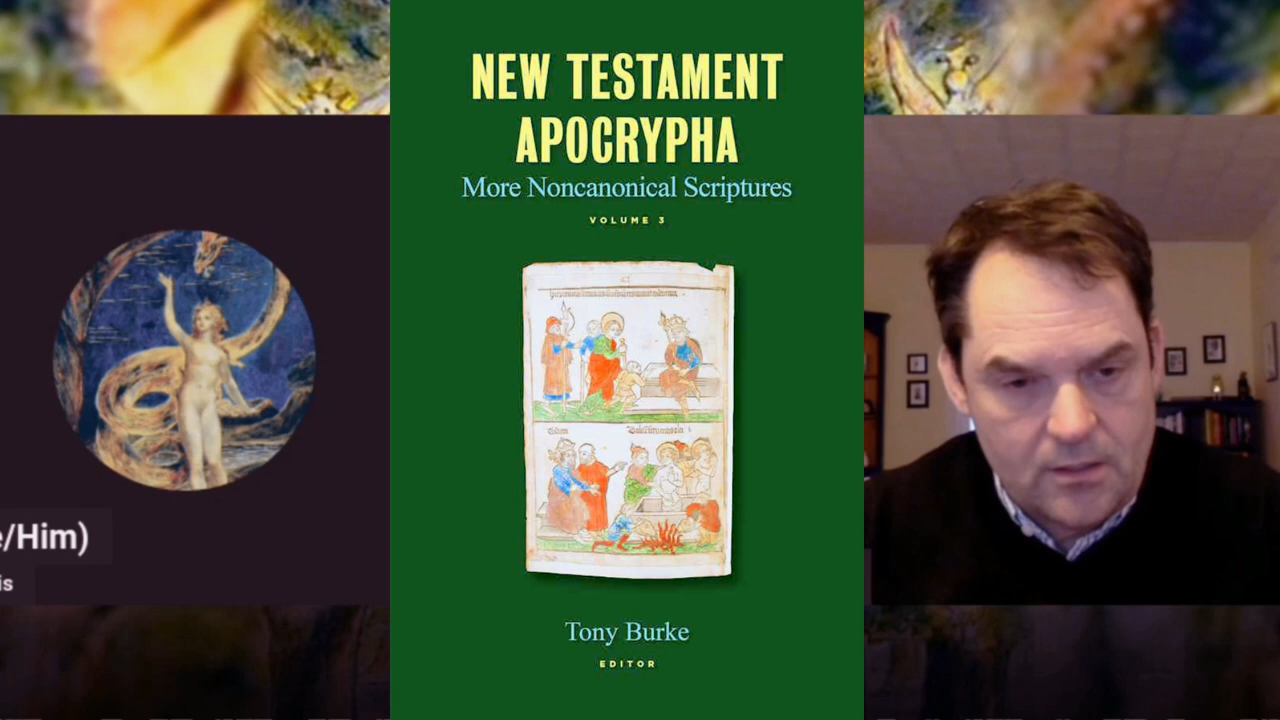 NEW TESTAMENT
APOCRYPHA
More Noncanonical Scriptures
VOLUME 3
Tony Burke
EDITOR
e/Him)
is